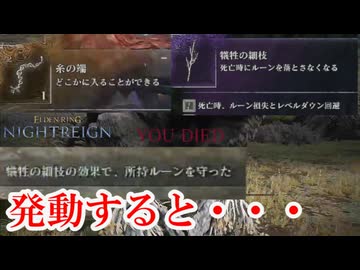 糸の端
どこかに入ることができる
1
犠牲の細枝
死亡時にルーンを落とさなくなる
死亡時、ルーン損失とレベルダウン回避
ELDEN RING
NIGHTREIGN
YOU DIED
犠牲の細枝の効果で、所持ルーンを守った
発動すると・・・